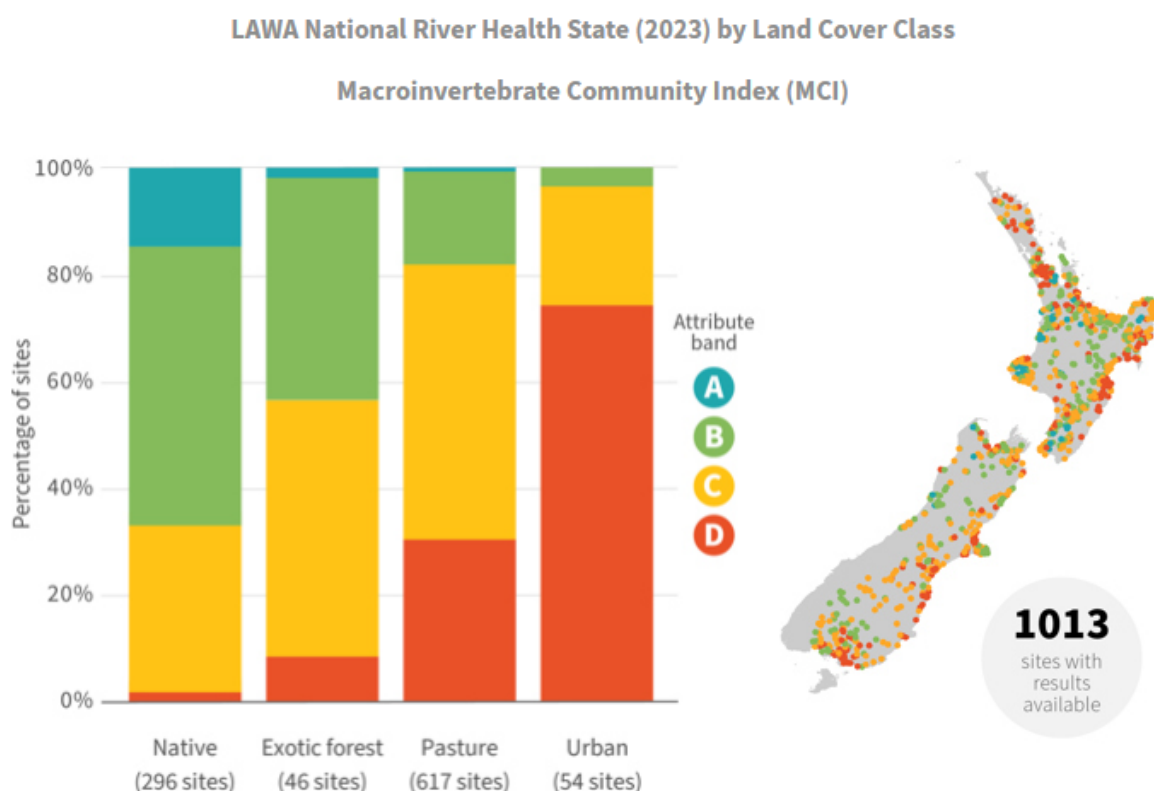 LAWA National River Health State (2023) by Land Cover Class
Macroinvertebrate Community Index (MCI)
Percentage of sites
100%
80%
60%
40%
20%
0%
Native
(296 sites)
Exotic forest
(46 sites)
Pasture
(617 sites)
Urban
(54 sites)
Attribute
band
A
B
C
D
1013
sites with
results
available